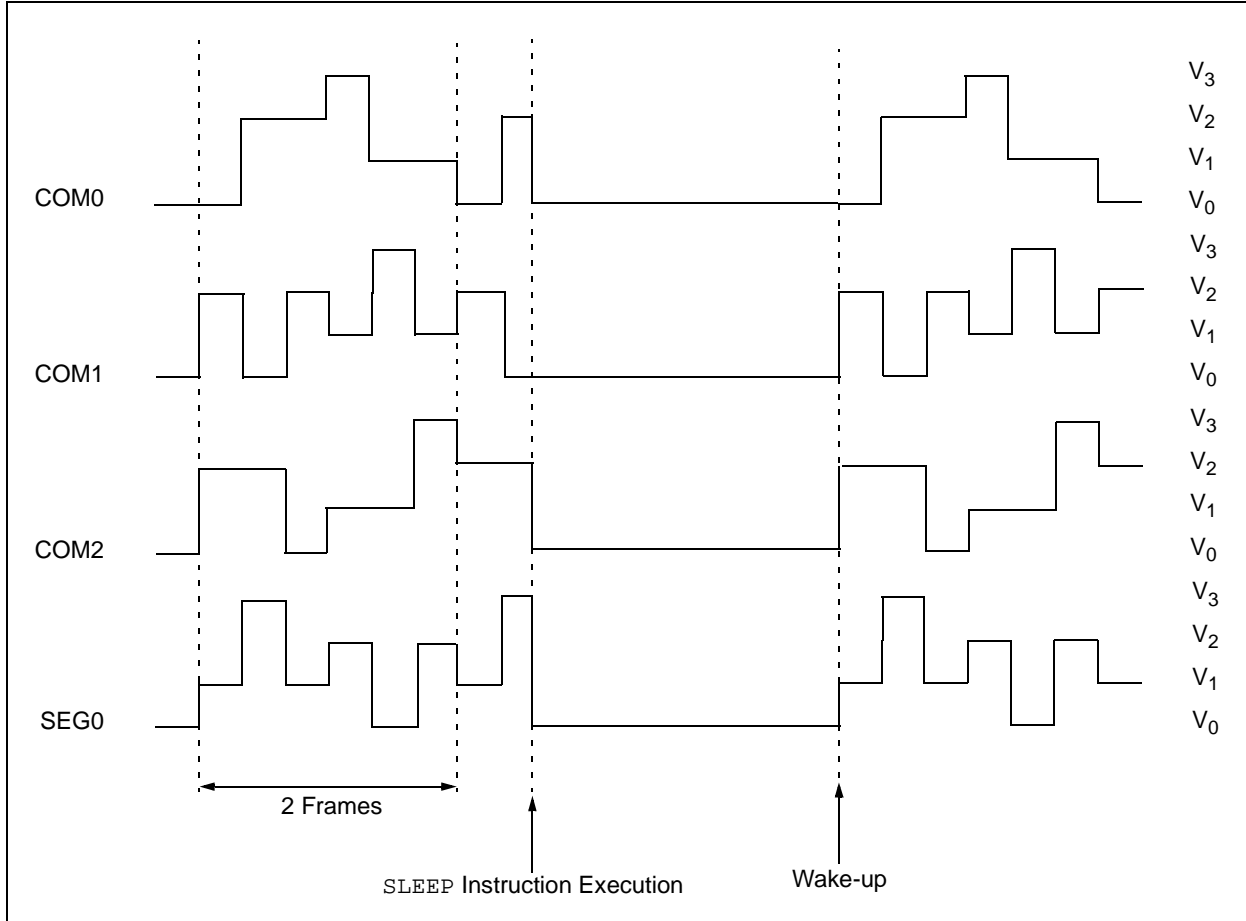 V3
V2
V1
COM0
V0
V3
V2
V1
COM1
V0
V3
V2
V1
COM2
V0
V3
V2
V1
SEG0
V0
2 Frames
SLEEP Instruction Execution
Wake-up